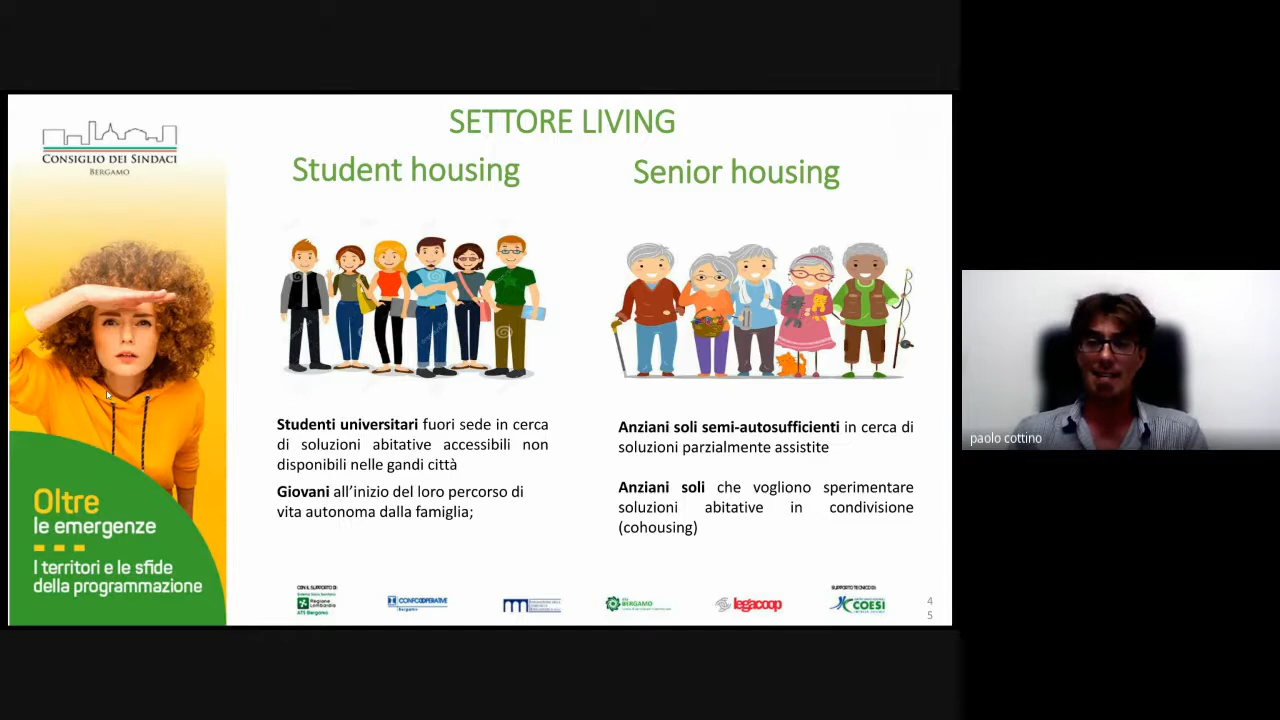 CONSIGLIO DEI SINDACI
BERGAMO
SETTORE LIVING
Student housing
Senior housing
Studenti universitari fuori sede in cerca
di soluzioni abitative accessibili non
disponibili nelle gandi città
Giovani all'inizio del loro percorso di
vita autonoma dalla famiglia;
Anziani soli semi-autosufficienti in cerca di
soluzioni parzialmente assistite
Anziani soli che vogliono sperimentare
soluzioni abitative in condivisione
(cohousing)
Oltre
le emergenze
I territori e le sfide
della programmazione
CON IL SUPPORTO DI:
Regione
Lombardia
ATS Bergamo
CONFCOOPERATIVE
Bergamo
BERGAMO
legacoop
SUPPORTO TECNICO DI:
COESI
4
5
paolo cottino